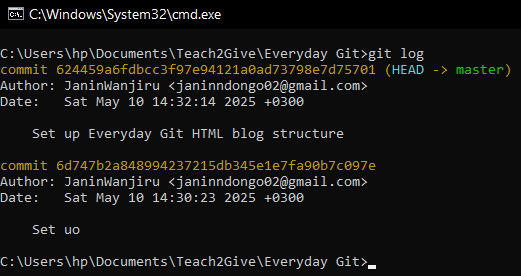 C:\Windows\System32\cmd.exe
C:\Users\hp\Documents\Teach2Give\Everyday Git>git log
commit 624459a6fdbcc3f97e94121a0ad73798e7d75701 (HEAD -> master)
Author: JaninWanjiru <janinndongo02@gmail.com>
Date:   Sat May 10 14:32:14 2025 +0300
    Set up Everyday Git HTML blog structure
commit 6d747b2a848994237215db345e1e7fa90b7c097e
Author: JaninWanjiru <janinndongo02@gmail.com>
Date:   Sat May 10 14:30:23 2025 +0300
    Set uo
C:\Users\hp\Documents\Teach2Give\Everyday Git>